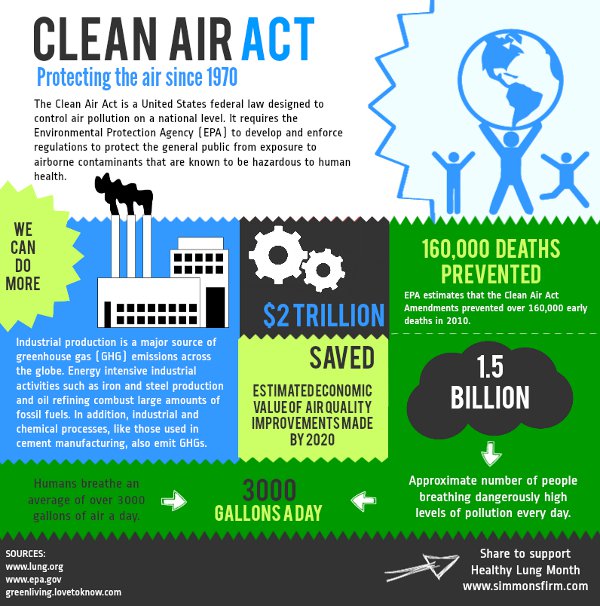 CLEAN AIR ACT
Protecting the air since 1970
The Clean Air Act is a United States federal law designed to
control air pollution on a national level. It requires the
Environmental Protection Agency (EPA) to develop and enforce
regulations to protect the general public from exposure to
airborne contaminants that are known to be hazardous to human
health.
WE
CAN
DO
MORE
Industrial production is a major source of
greenhouse gas (GHG) emissions across
the globe. Energy intensive industrial
activities such as iron and steel production
and oil refining combust large amounts of
fossil fuels. In addition, industrial and
chemical processes, like those used in
cement manufacturing, also emit GHGs.
$2 TRILLION
SAVED
ESTIMATED ECONOMIC
VALUE OF AIR QUALITY
IMPROVEMENTS MADE
BY 2020
160,000 DEATHS
PREVENTED
EPA estimates that the Clean Air Act
Amendments prevented over 160,000 early
deaths in 2010.
1.5
BILLION
Approximate number of people
breathing dangerously high
levels of pollution every day.
Humans breathe an
average of over 3000
gallons of air a day.
3000
GALLONS A DAY
SOURCES:
www.lung.org
www.epa.gov
greenliving.lovetoknow.com
Share to support
Healthy Lung Month
www.simmonsfirm.com